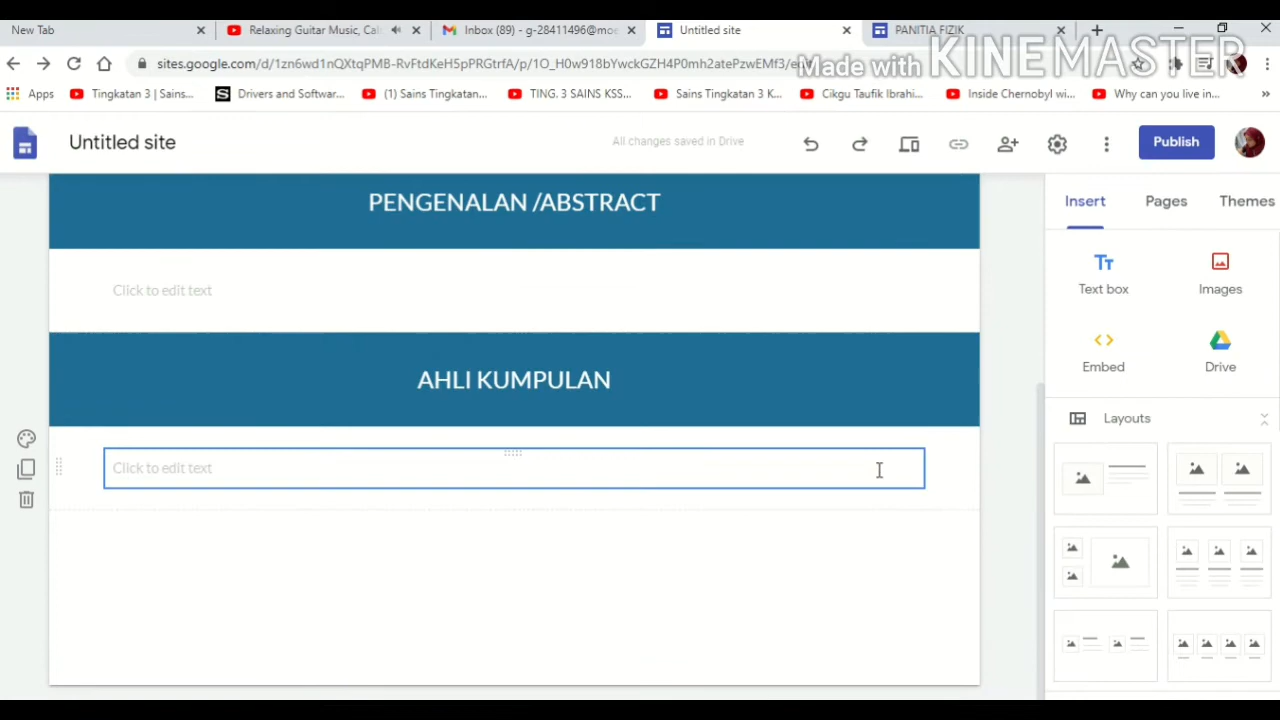 New Tab
Relaxing Guitar Music, Cal
Inbox (89) - g-28411496@moe
Untitled site
PANITIA FIZIK
sites.google.com/d/1zn6wd1nQXtqPMB-RvFtdKeH5pPRGtrfA/p/1O_H0w918bYwckGZH4P0mh2atePzwEMf3/edit
Made with KINEMASTER
Apps
Tingkatan 3 | Sains...
Drivers and Softwar...
(1) Sains Tingkatan...
TING. 3 SAINS KSS...
Sains Tingkatan 3 K...
Cikgu Taufik Ibrahi...
Inside Chernobyl wi...
Why can you live in...
Untitled site
All changes saved in Drive
Publish
PENGENALAN /ABSTRACT
Insert
Pages
Themes
Text box
Images
Click to edit text
Embed
Drive
AHLI KUMPULAN
Layouts
Click to edit text